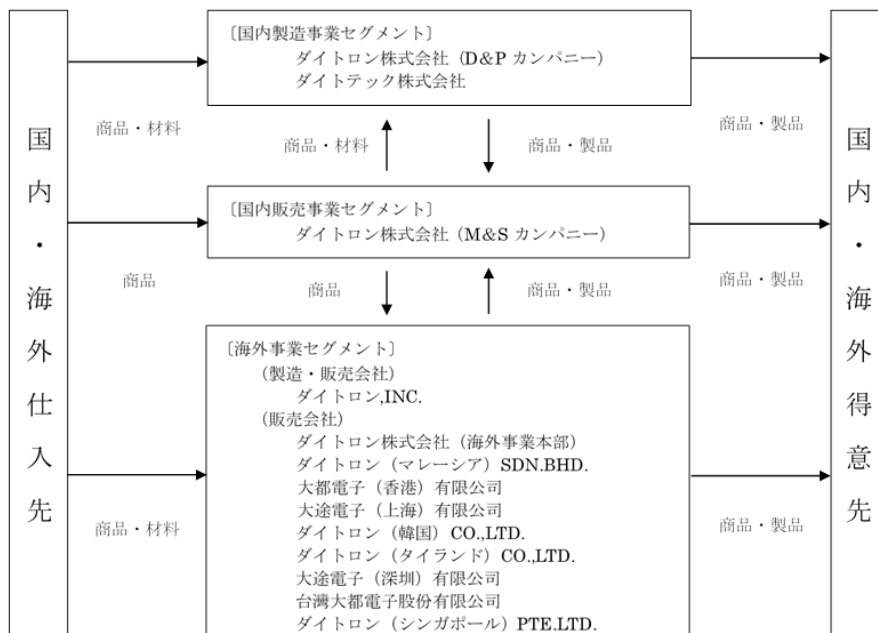 国内・海外仕入先
商品・材料
商品
商品・材料
〔国内製造事業セグメント〕
ダイトロン株式会社（D&P カンパニー）
ダイトテック株式会社
商品・材料
商品・製品
〔国内販売事業セグメント〕
ダイトロン株式会社（M&S カンパニー）
商品
商品・製品
〔海外事業セグメント〕
（製造・販売会社）
ダイトロン,INC.
（販売会社）
ダイトロン株式会社（海外事業本部）
ダイトロン（マレーシア）SDN.BHD.
大都電子（香港）有限公司
大途電子（上海）有限公司
ダイトロン（韓国）CO.,LTD.
ダイトロン（タイランド）CO.,LTD.
大途電子（深圳）有限公司
台灣大都電子股份有限公司
ダイトロン（シンガポール）PTE.LTD.
商品・製品
商品・製品
商品・製品
国内・海外得意先